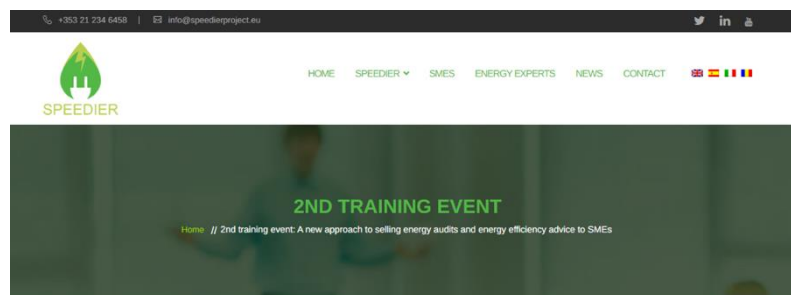 +353 21 234 6458 | info@speedierproject.eu
SPEEDIER
HOME SPEEDIER SMES ENERGY EXPERTS NEWS CONTACT
2ND TRAINING EVENT
Home // 2nd training event: A new approach to selling energy audits and energy efficiency advice to SMEs